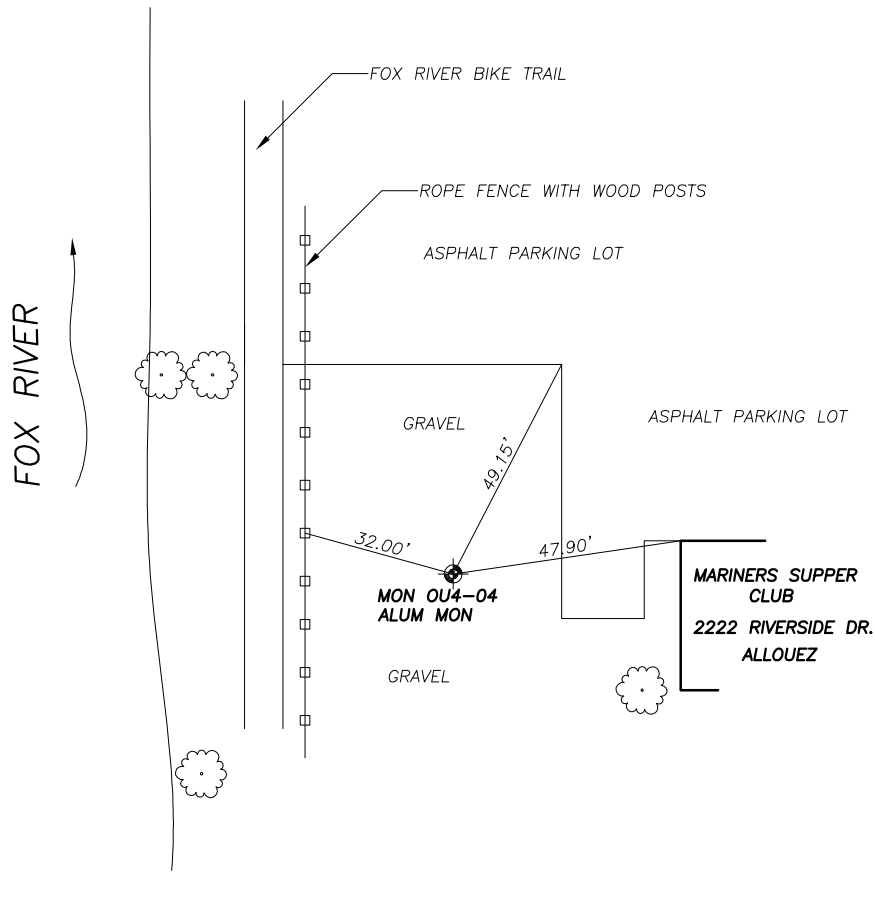 FOX RIVER BIKE TRAIL
ROPE FENCE WITH WOOD POSTS
ASPHALT PARKING LOT
FOX RIVER
GRAVEL
ASPHALT PARKING LOT
49.15'
32.00'
47.90'
MON OU4-04
ALUM MON
MARINERS SUPPER
CLUB
2222 RIVERSIDE DR.
ALLOUEZ
GRAVEL